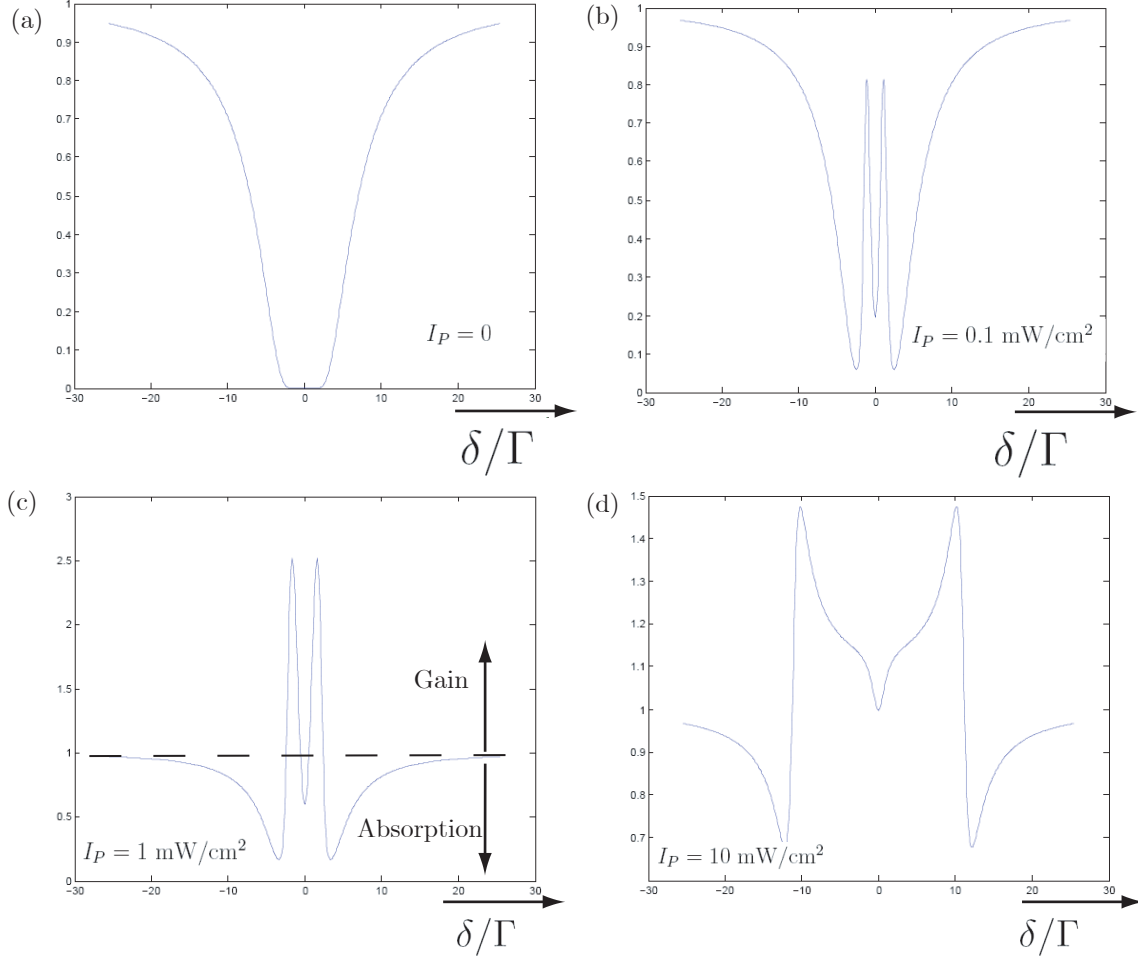 (a)
1
0.9
0.8
0.7
0.6
0.5
0.4
0.3
0.2
0.1
0
−30 −20 −10 0 10 20 30
I_P = 0
δ/Γ
(b)
1
0.9
0.8
0.7
0.6
0.5
0.4
0.3
0.2
0.1
0
−30 −20 −10 0 10 20 30
I_P = 0.1 mW/cm²
δ/Γ
(c)
3
2.5
2
1.5
1
0.5
0
−30 −20 −10 0 10 20 30
Gain
Absorption
I_P = 1 mW/cm²
δ/Γ
(d)
1.5
1.4
1.3
1.2
1.1
1
0.9
0.8
0.7
−30 −20 −10 0 10 20 30
I_P = 10 mW/cm²
δ/Γ